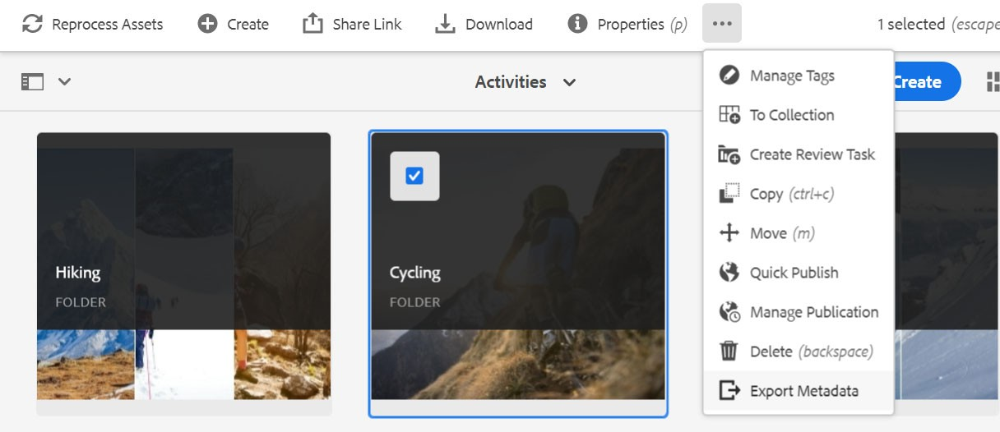 Reprocess Assets Create Share Link Download Properties (p) ••• 1 selected (escape
Activities Create
Manage Tags
To Collection
Create Review Task
Copy (ctrl+c)
Move (m)
Quick Publish
Manage Publication
Delete (backspace)
Export Metadata
Hiking
FOLDER
Cycling
FOLDER